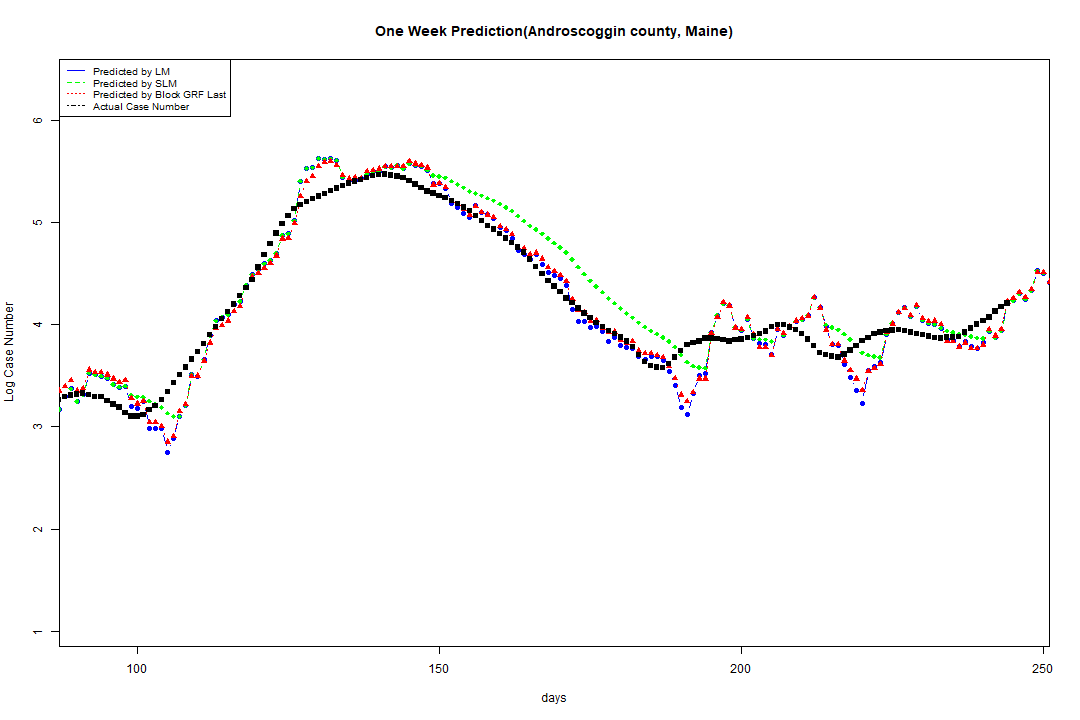 One Week Prediction(Androscoggin county, Maine)
Predicted by LM
Predicted by SLM
Predicted by Block GRF Last
Actual Case Number
Log Case Number
6
5
4
3
2
1
100 150 200 250
days